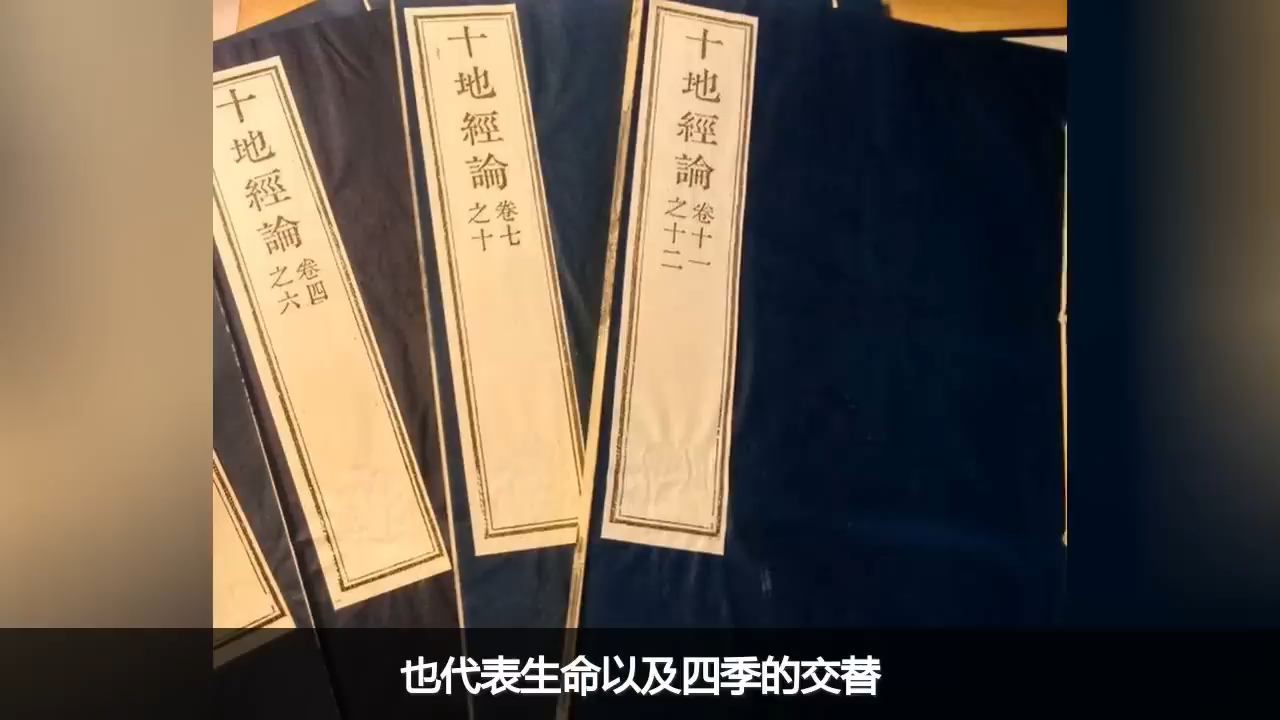 十地經論
卷四
之六
十地經論
卷七
之十
十地經論
卷十一
之十二
也代表生命以及四季的交替